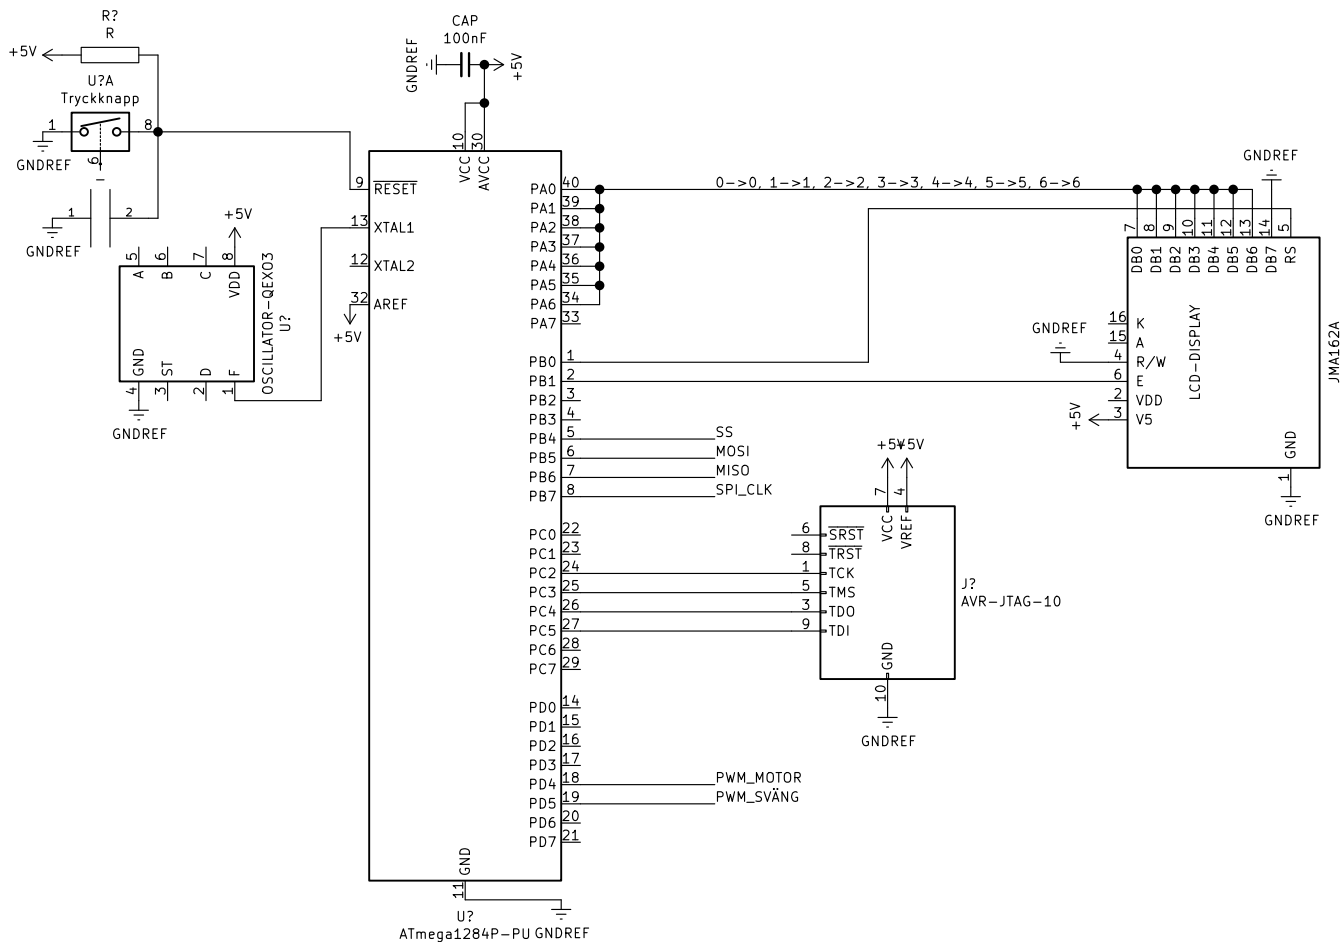 R?
R
+5V
U?A
Tryckknapp
1
8
6
GNDREF
1
2
GNDREF
+5V
5
6
7
8
A
B
C
VDD
OSCILLATOR-QEXO3
U?
GND
ST
D
F
4
3
2
1
GNDREF
CAP
100nF
GNDREF
+5V
10
30
VCC
AVCC
9
RESET
13
XTAL1
12
XTAL2
32
AREF
+5V
PA0
40
PA1
39
PA2
38
PA3
37
PA4
36
PA5
35
PA6
34
PA7
33
PB0
1
PB1
2
PB2
3
PB3
4
PB4
5
SS
PB5
6
MOSI
PB6
7
MISO
PB7
8
SPI_CLK
PC0
22
PC1
23
PC2
24
PC3
25
PC4
26
PC5
27
PC6
28
PC7
29
PD0
14
PD1
15
PD2
16
PD3
17
PD4
18
PWM_MOTOR
PD5
19
PWM_SVÄNG
PD6
20
PD7
21
GND
11
U?
ATmega1284P-PU
GNDREF
0->0, 1->1, 2->2, 3->3, 4->4, 5->5, 6->6
GNDREF
7
8
9
10
11
12
13
14
5
DB0
DB1
DB2
DB3
DB4
DB5
DB6
DB7
RS
16
K
15
A
GNDREF
4
R/W
6
E
2
VDD
+5V
3
V5
LCD-DISPLAY
JMA162A
GND
1
GNDREF
+5V
+5V
7
4
VCC
VREF
6
SRST
8
TRST
1
TCK
5
TMS
3
TDO
9
TDI
J?
AVR-JTAG-10
GND
10
GNDREF